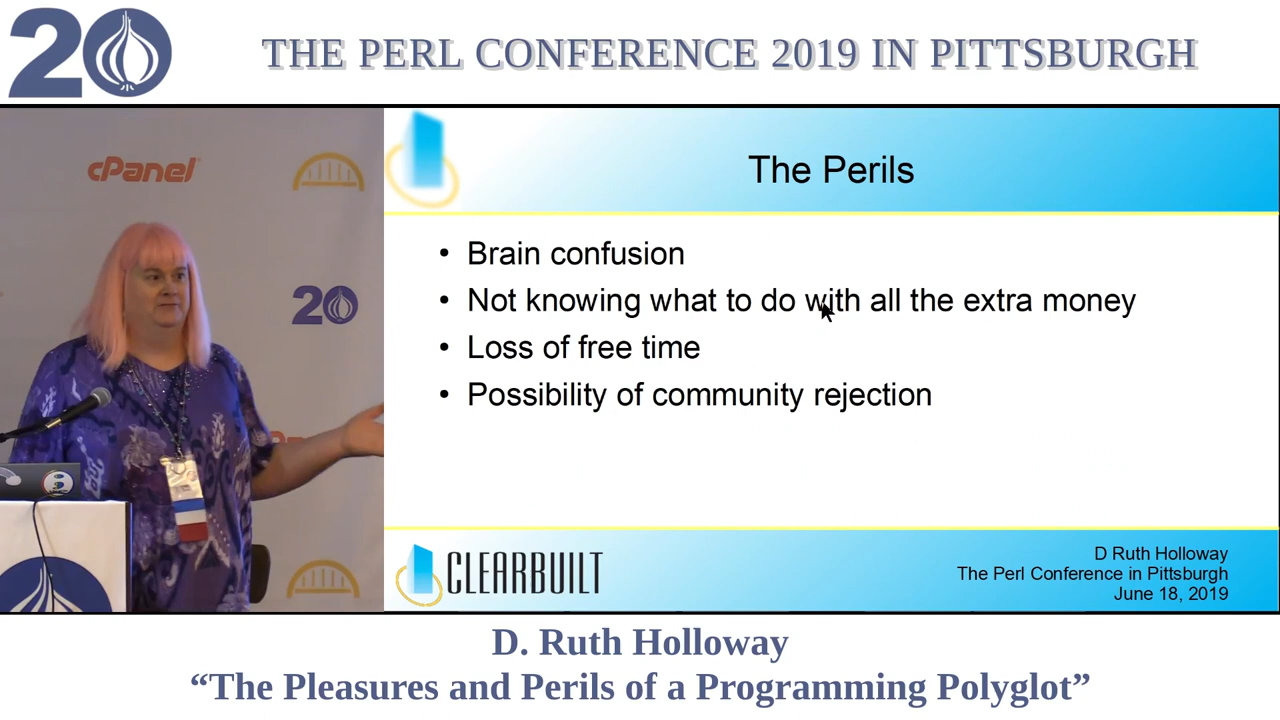 20
THE PERL CONFERENCE 2019 IN PITTSBURGH
cPanel
20
The Perils
• Brain confusion
• Not knowing what to do with all the extra money
• Loss of free time
• Possibility of community rejection
CLEARBUILT
D Ruth Holloway
The Perl Conference in Pittsburgh
June 18, 2019
D. Ruth Holloway
“The Pleasures and Perils of a Programming Polyglot”